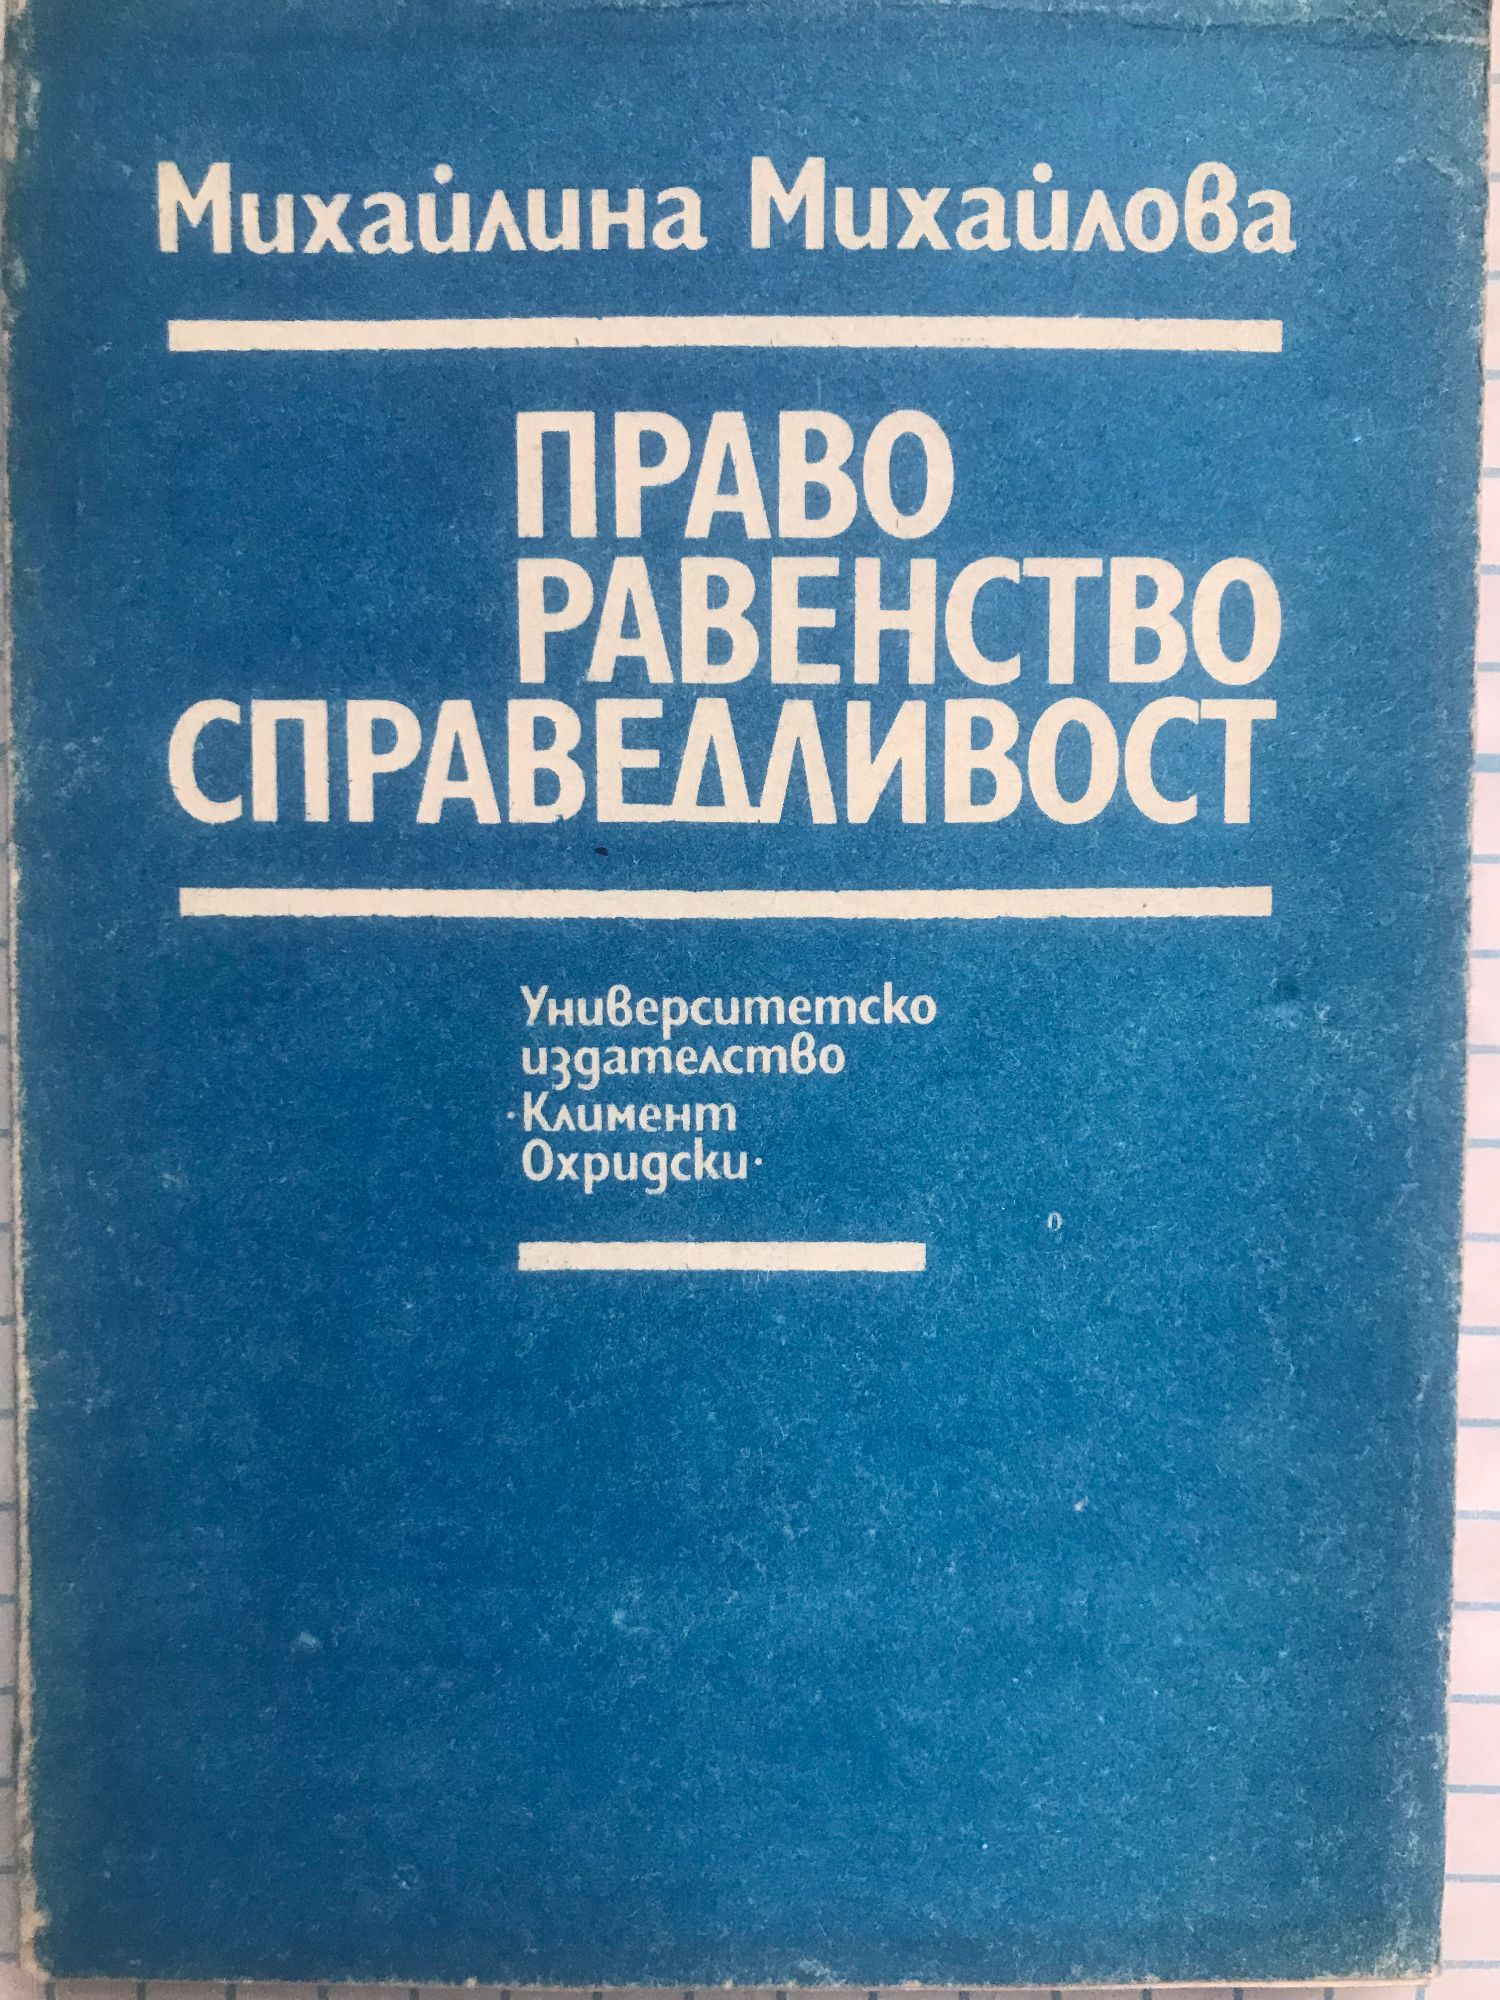 Михайлина Михайлова
ПРАВО
РАВЕНСТВО
СПРАВЕДЛИВОСТ
Университетско
издателство
·Климент
Охридски·